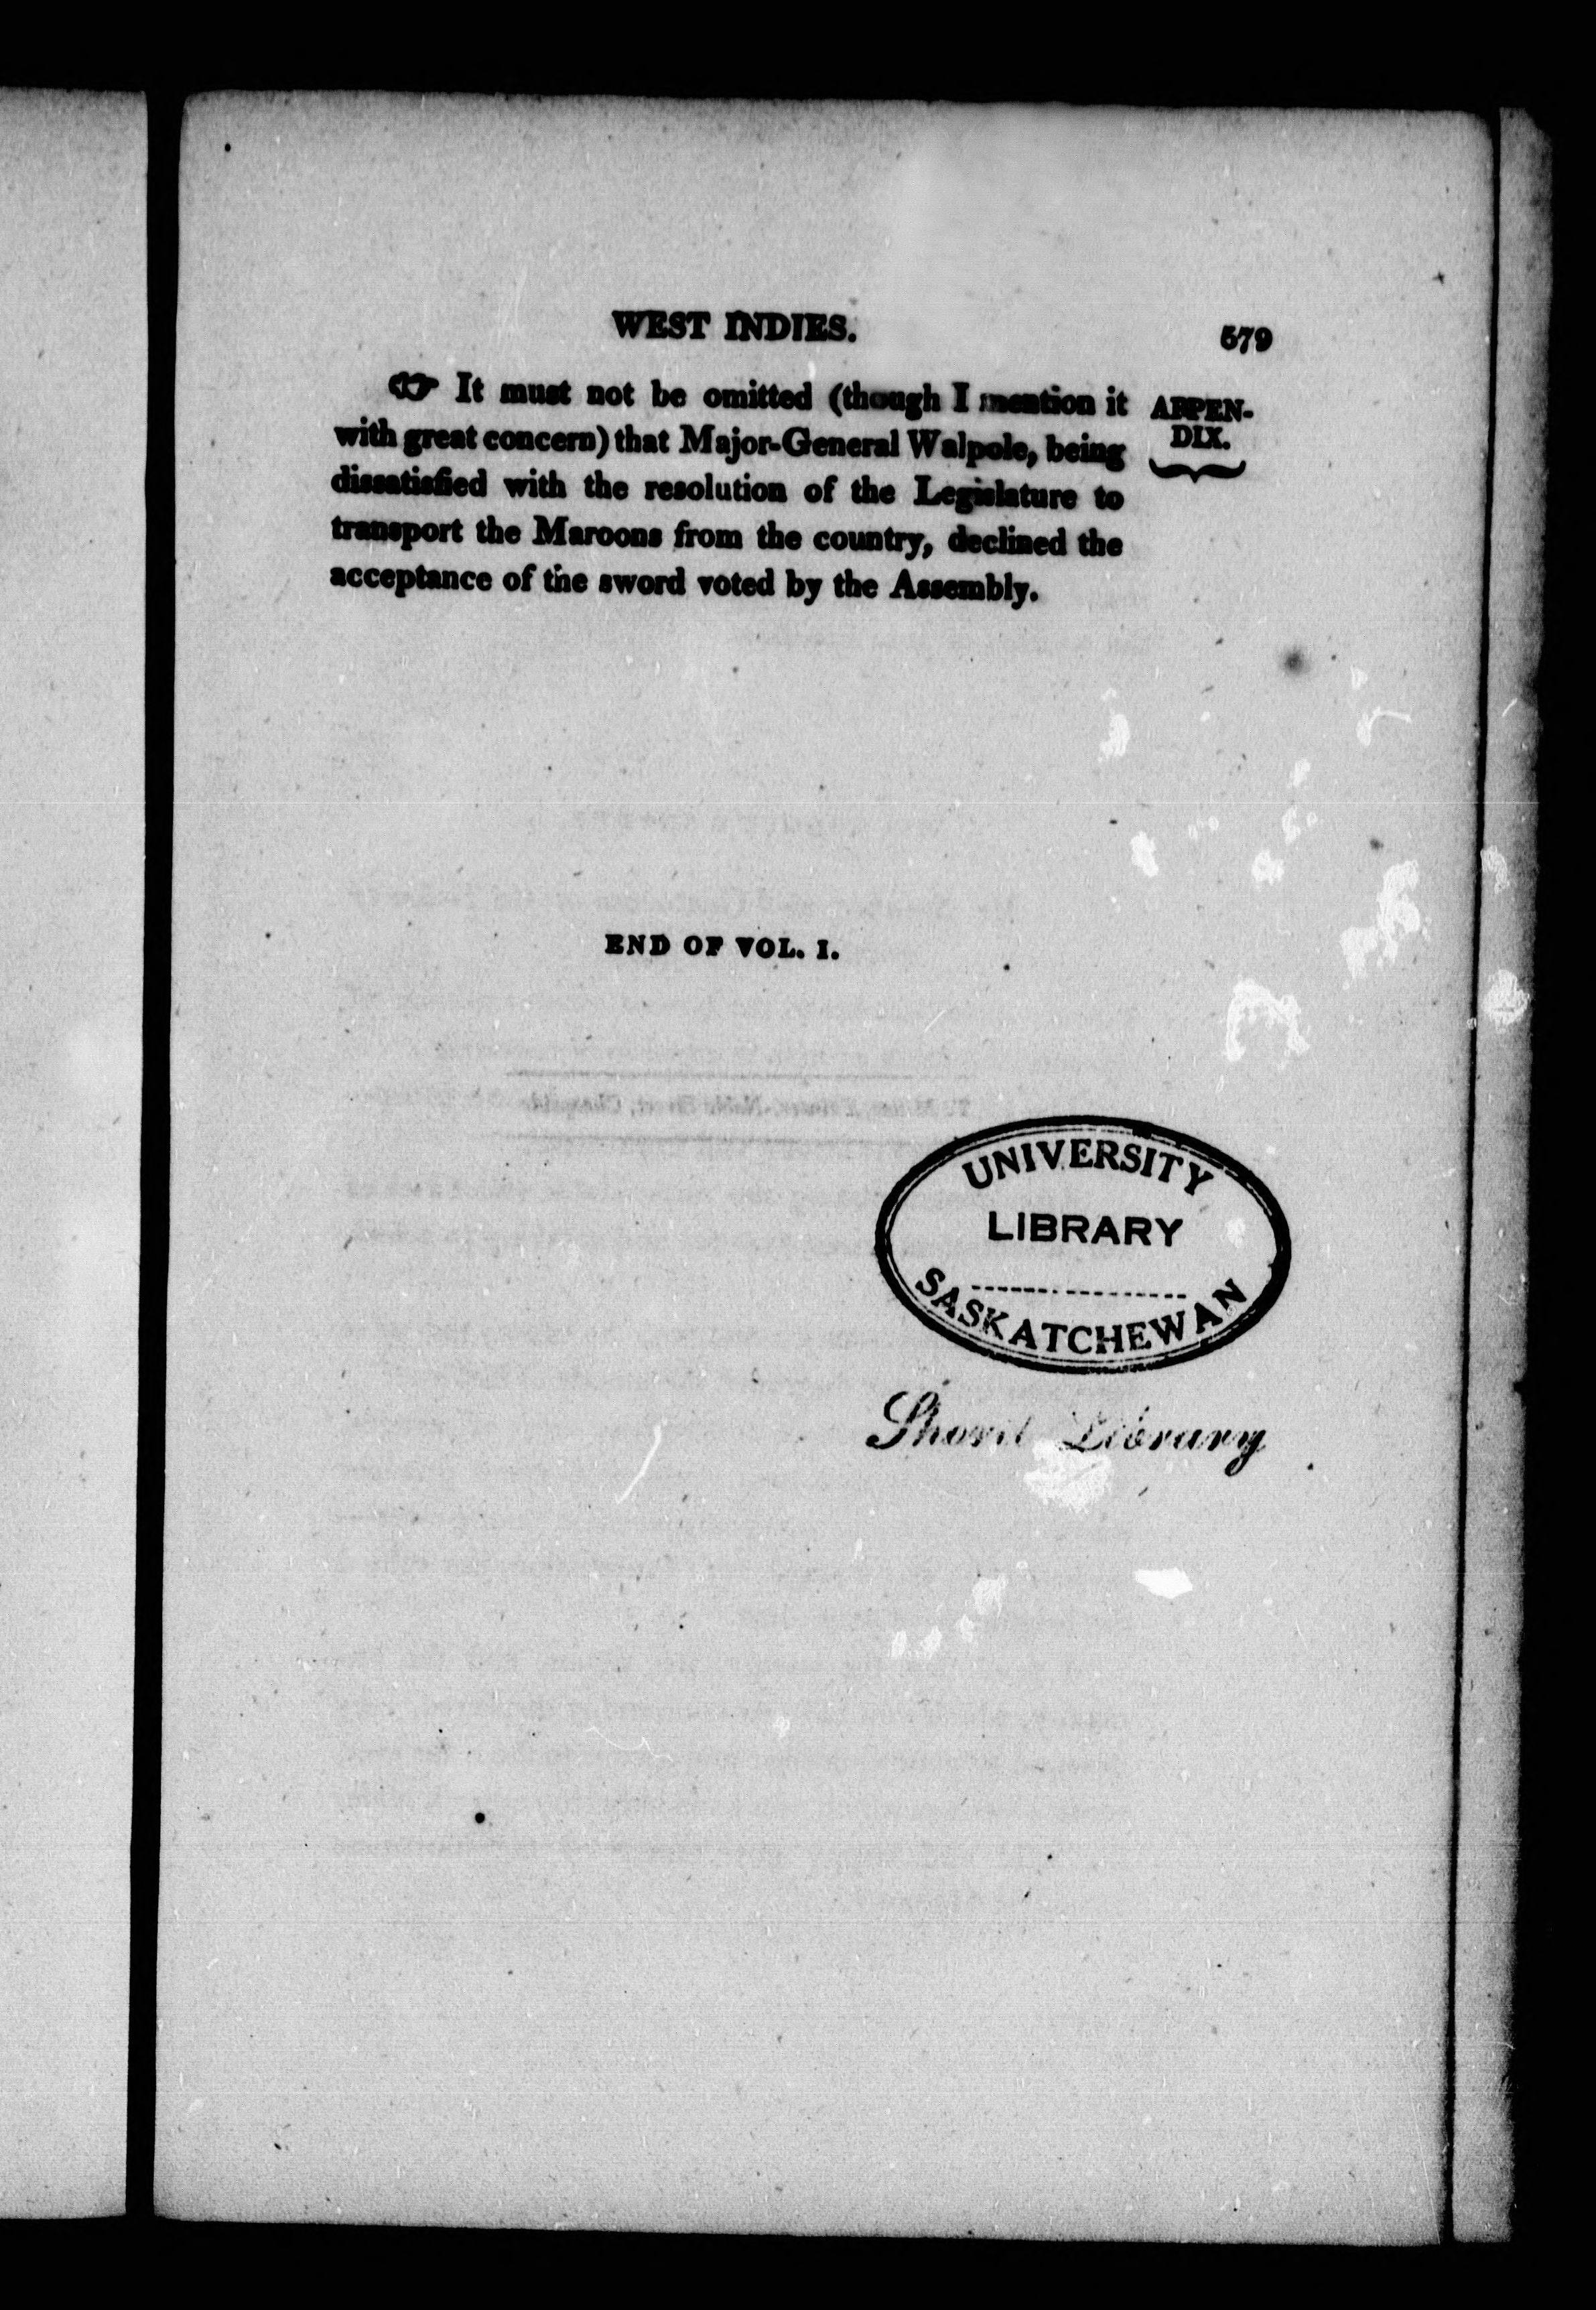 WEST INDIES. 579
☞ It must not be omitted (though I mention it
with great concern) that Major-General Walpole, being
dissatisfied with the resolution of the Legislature to
transport the Maroons from the country, declined the
acceptance of the sword voted by the Assembly.
APPEN-
DIX.
END OF VOL. I.
UNIVERSITY
LIBRARY
SASKATCHEWAN
Library